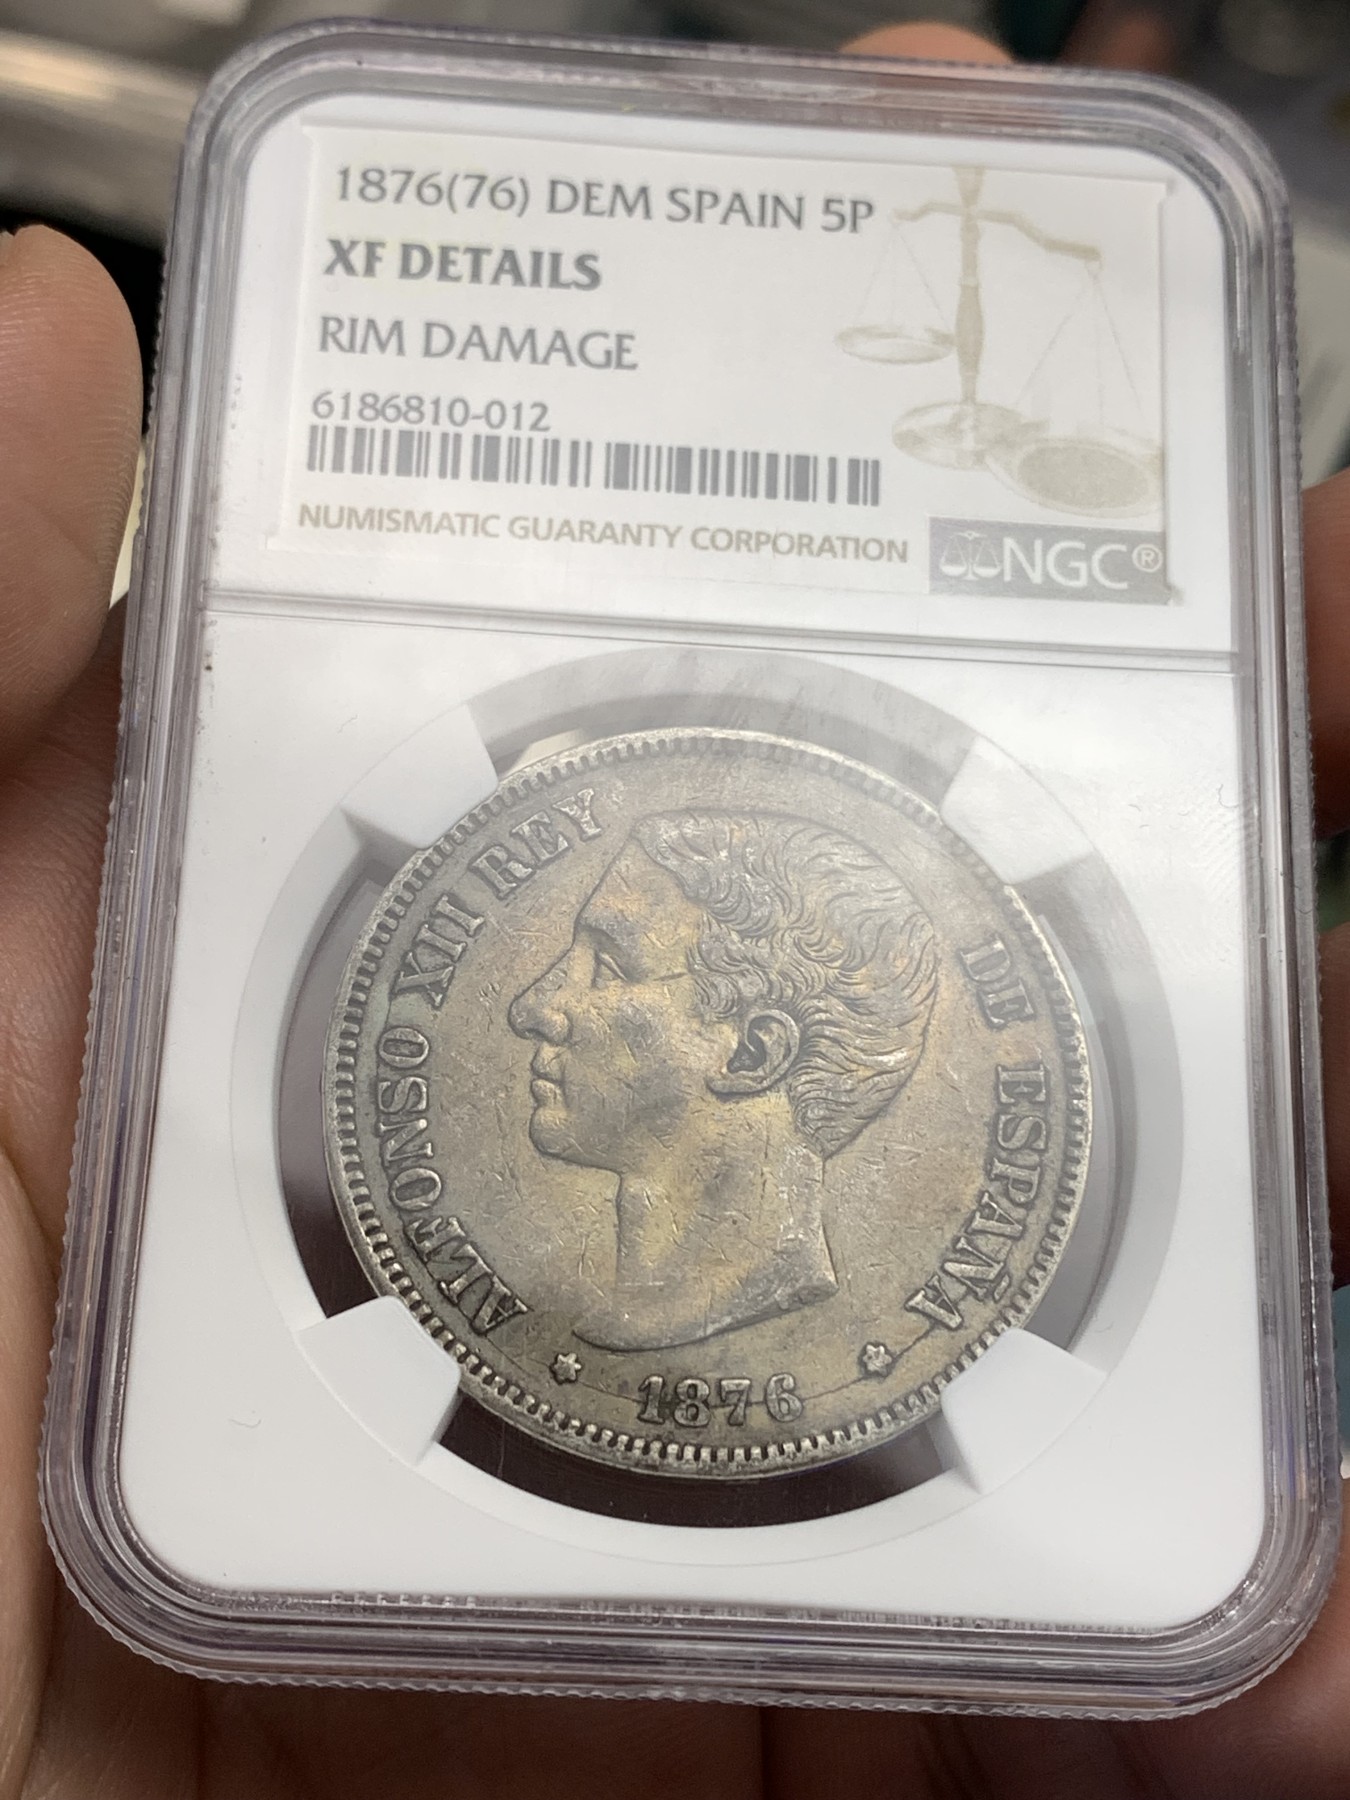 1876(76) DEM SPAIN 5P
XF DETAILS
RIM DAMAGE
6186810-012
NUMISMATIC GUARANTY CORPORATION
NGC®
ALFONSO XII REY
DE ESPAÑA
1876